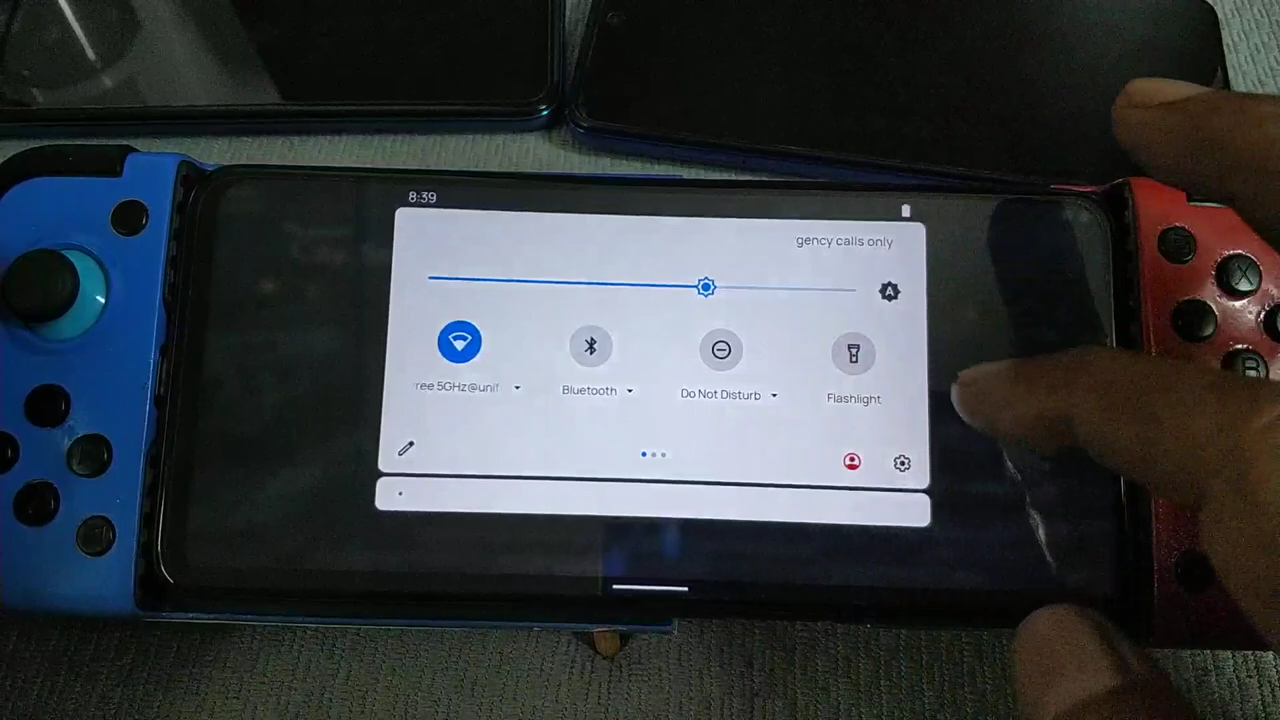 8:39
gency calls only
A
ree 5GHz@unif
Bluetooth
Do Not Disturb
Flashlight
X
B